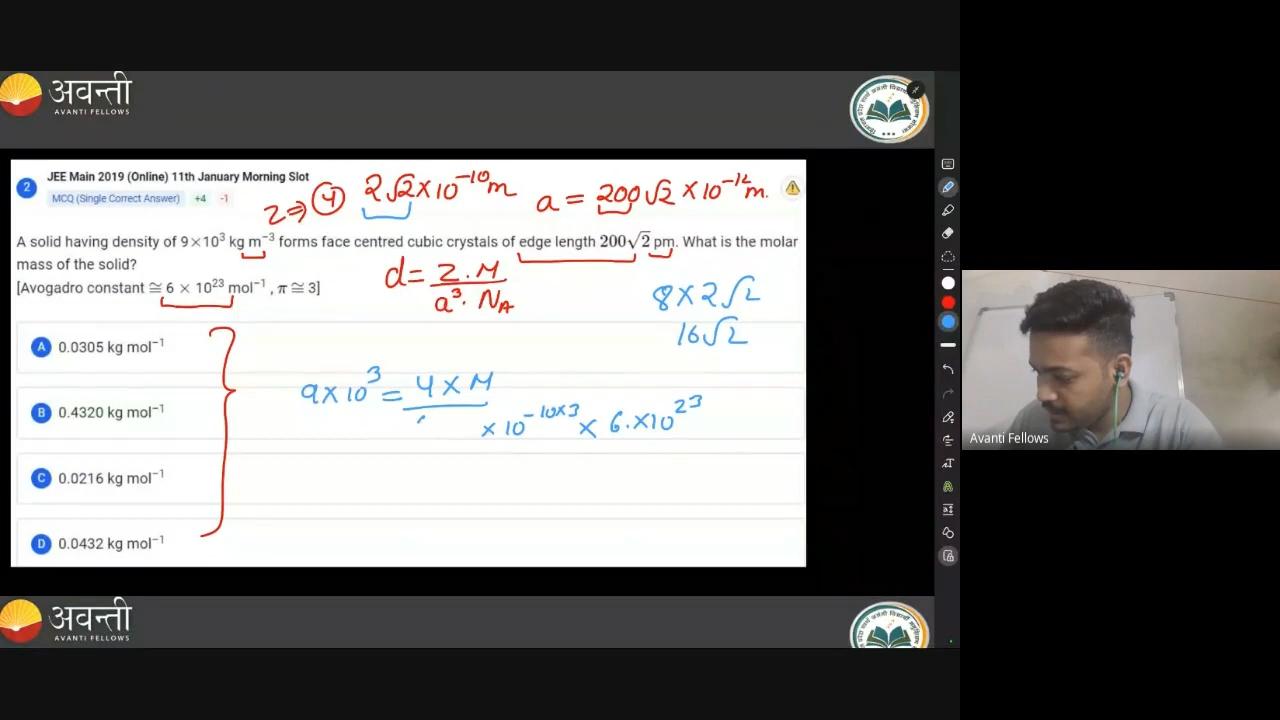 अवन्ती
AVANTI FELLOWS
2
JEE Main 2019 (Online) 11th January Morning Slot
MCQ (Single Correct Answer) +4 -1
Z ⇒ 4
2√2 × 10⁻¹⁰ m
a = 200√2 × 10⁻¹² m.
A solid having density of 9×10³ kg m⁻³ forms face centred cubic crystals of edge length 200√2 pm. What is the molar
mass of the solid?
[Avogadro constant ≅ 6 × 10²³ mol⁻¹ , π ≅ 3]
d = Z . M / a³ . N_A
8 × 2√2
16√2
A 0.0305 kg mol⁻¹
9 × 10³ = 4 × M / × 10^(-10×3) × 6. × 10²³
B 0.4320 kg mol⁻¹
C 0.0216 kg mol⁻¹
D 0.0432 kg mol⁻¹
Avanti Fellows
अवन्ती
AVANTI FELLOWS